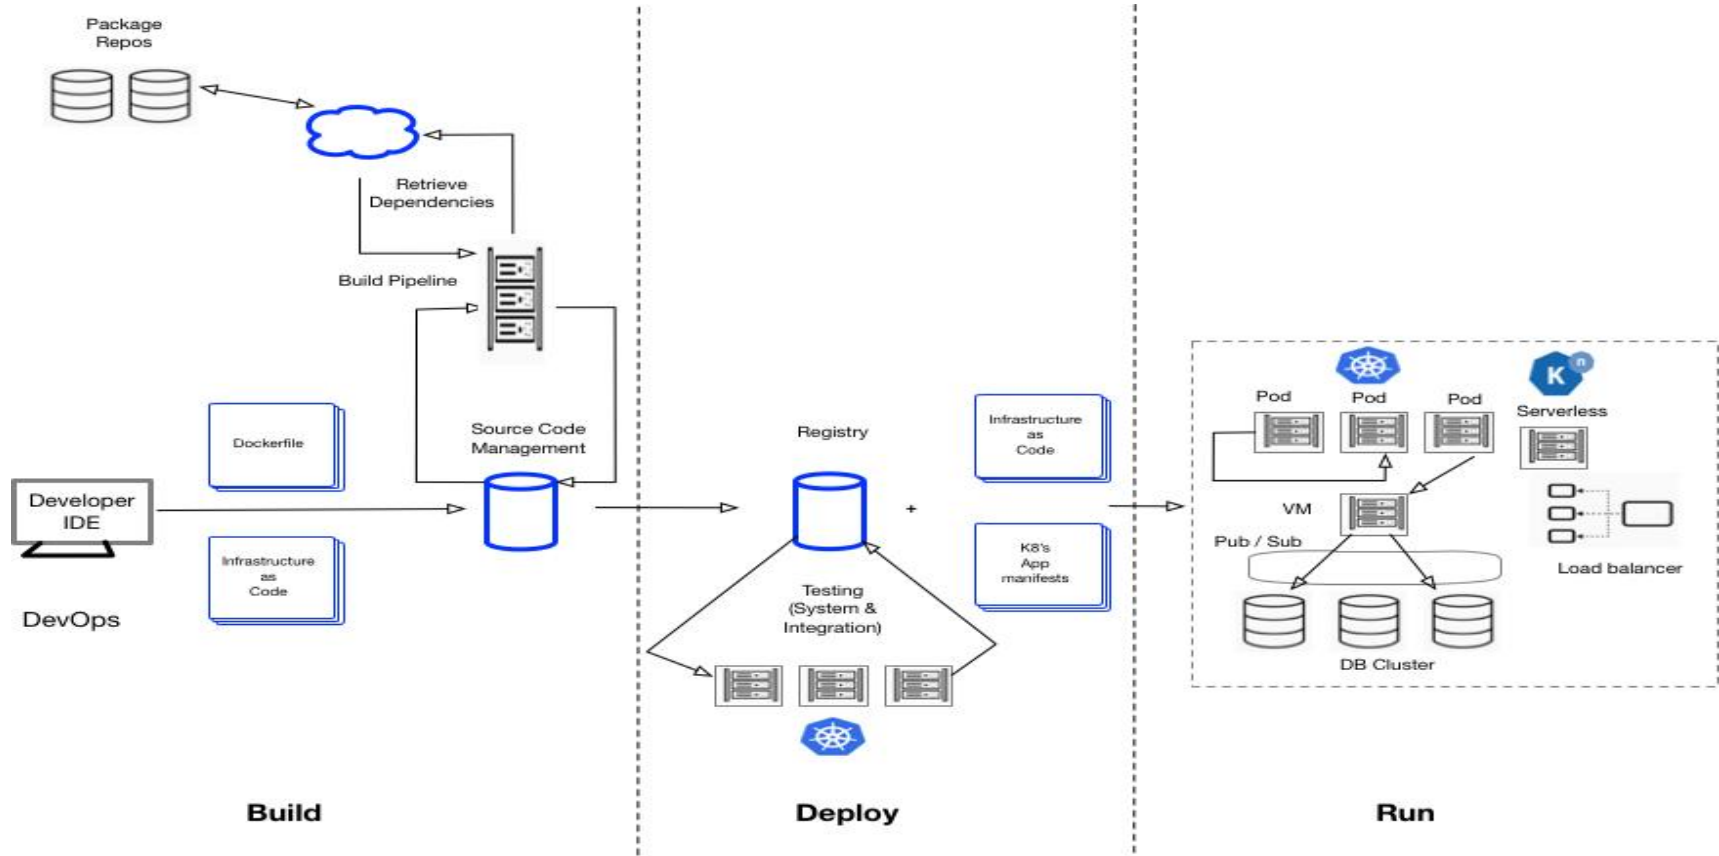 Package
Repos
Retrieve
Dependencies
Build Pipeline
Dockerfile
Source Code
Management
Developer
IDE
Infrastructure
as
Code
DevOps
Build
Registry
+
Infrastructure
as
Code
K8's
App
manifests
Testing
(System &
Integration)
Deploy
Pod
Pod
Pod
K
n
Serverless
VM
Pub / Sub
Load balancer
DB Cluster
Run